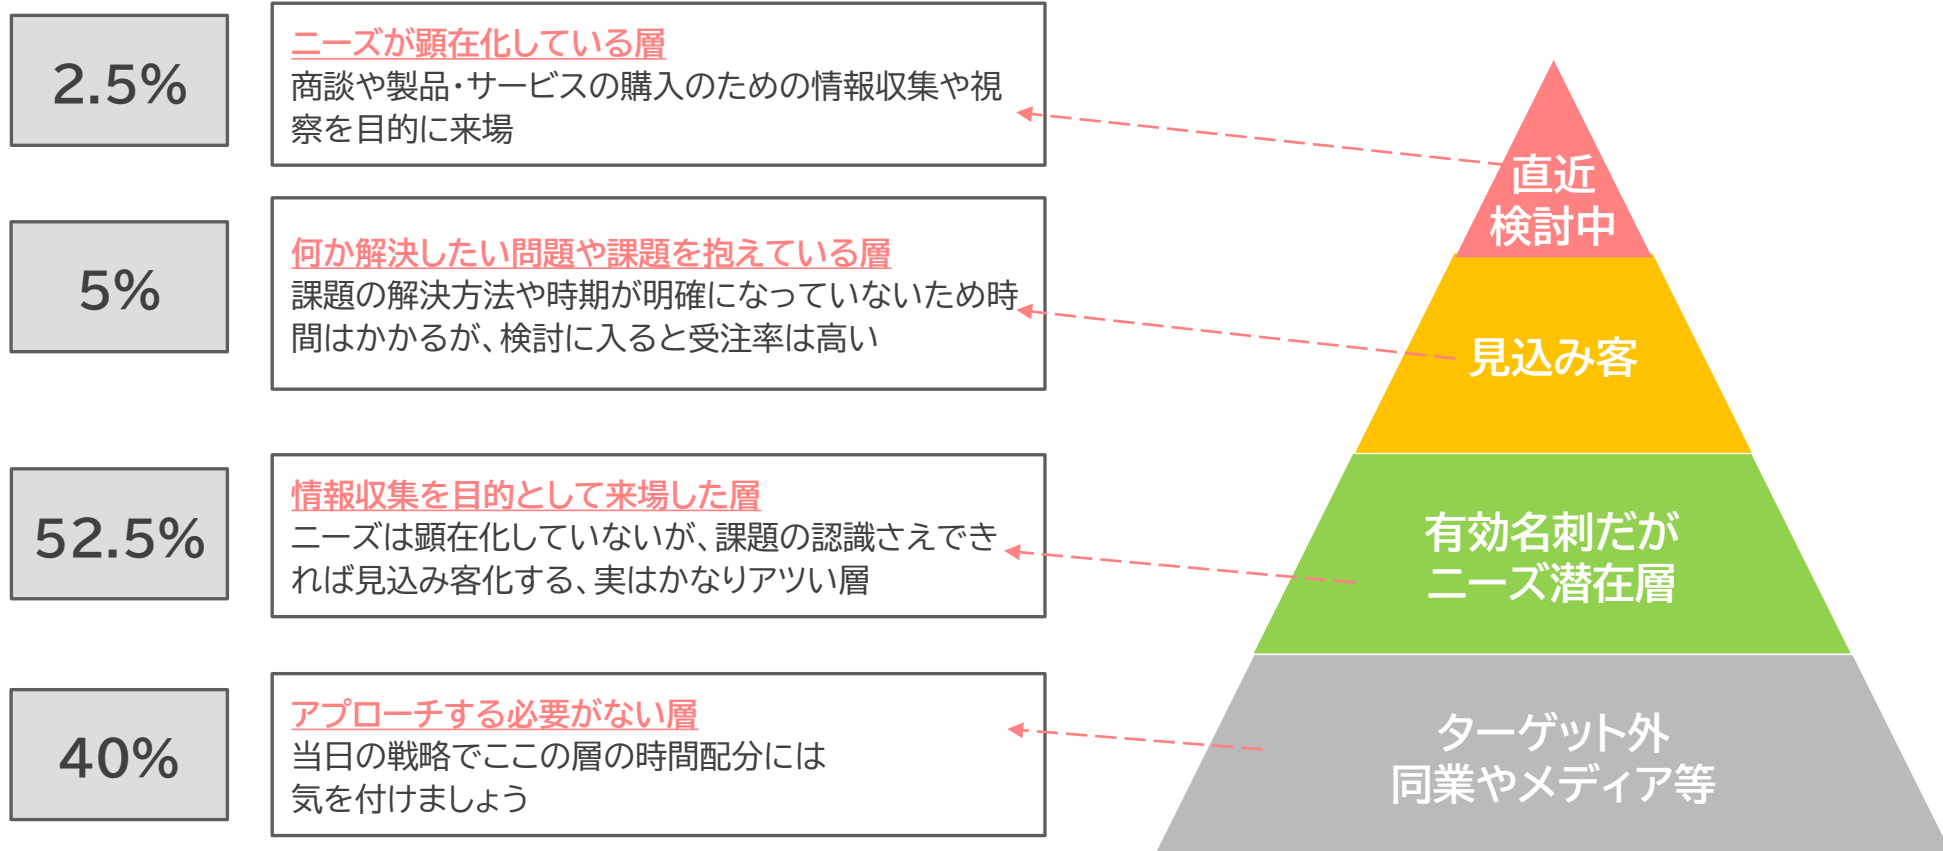 2.5%
ニーズが顕在化している層
商談や製品・サービスの購入のための情報収集や視
察を目的に来場
直近
検討中
5%
何か解決したい問題や課題を抱えている層
課題の解決方法や時期が明確になっていないため時
間はかかるが、検討に入ると受注率は高い
見込み客
52.5%
情報収集を目的として来場した層
ニーズは顕在化していないが、課題の認識さえでき
れば見込み客化する、実はかなりアツい層
有効名刺だが
ニーズ潜在層
40%
アプローチする必要がない層
当日の戦略でここの層の時間配分には
気を付けましょう
ターゲット外
同業やメディア等